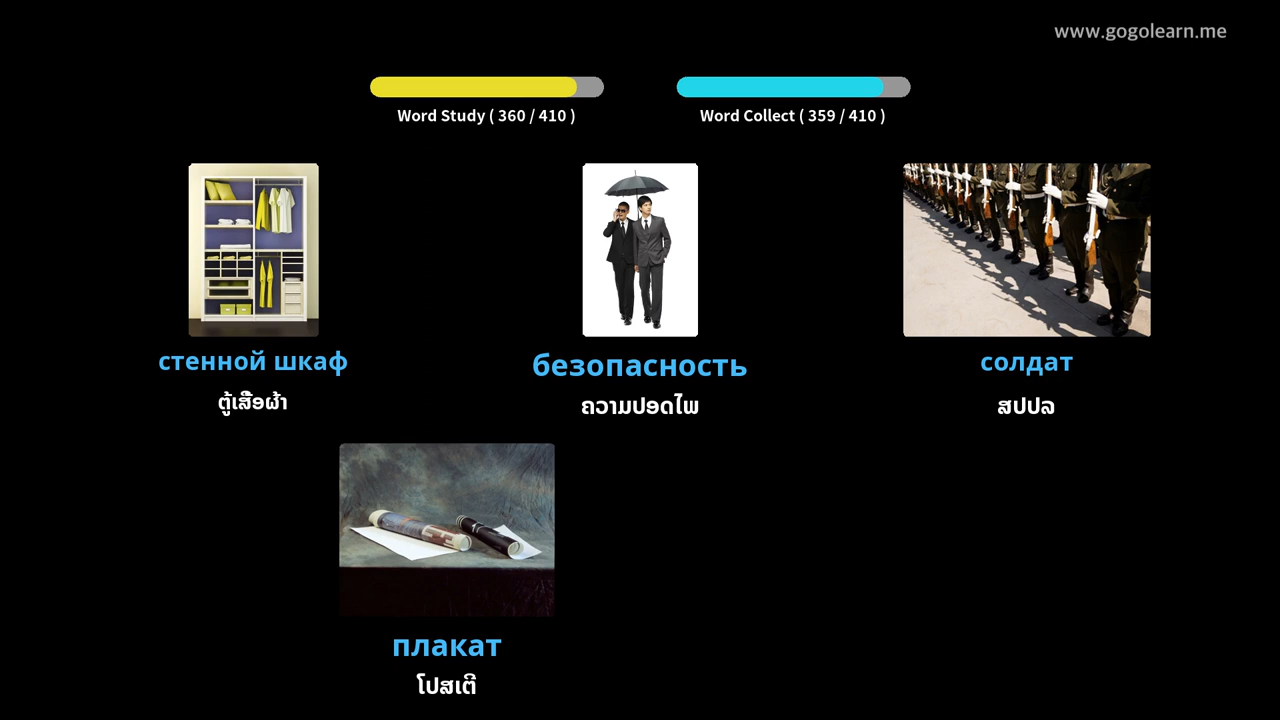 www.gogolearn.me
Word Study ( 360 / 410 )
Word Collect ( 359 / 410 )
стенной шкаф
ຕູ້ເສື້ອຜ້າ
безопасность
ຄວາມປອດໄພ
солдат
ສປປລ
плакат
ໂປສເຕີ